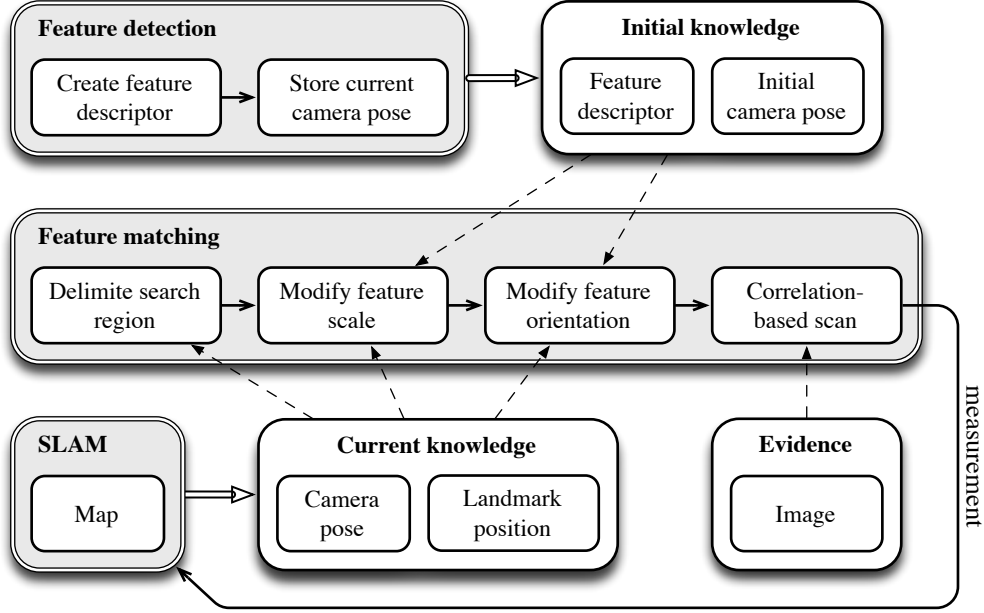 Feature detection
Create feature
descriptor
Store current
camera pose
Initial knowledge
Feature
descriptor
Initial
camera pose
Feature matching
Delimite search
region
Modify feature
scale
Modify feature
orientation
Correlation-
based scan
measurement
SLAM
Map
Current knowledge
Camera
pose
Landmark
position
Evidence
Image